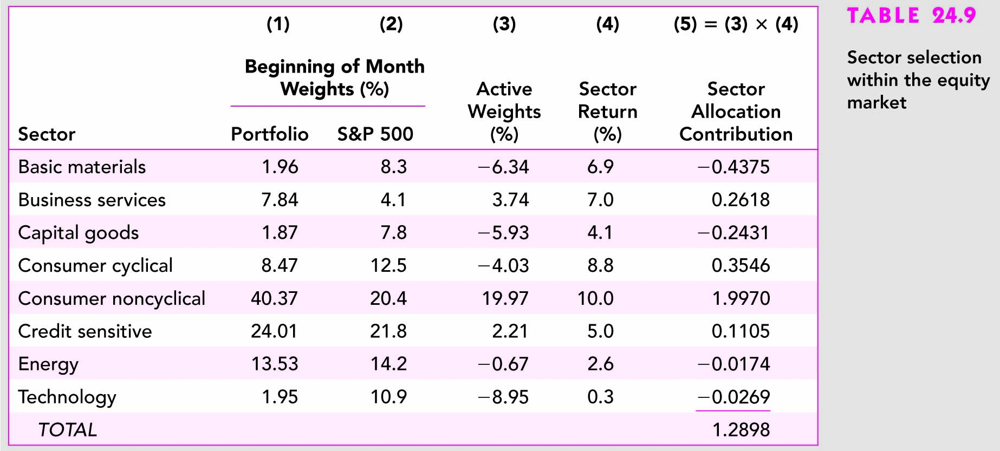 (1) (2) (3) (4) (5) = (3) × (4)
Beginning of Month
Weights (%) Active Sector Sector
Weights Return Allocation
Sector Portfolio S&P 500 (%) (%) Contribution
Basic materials 1.96 8.3 −6.34 6.9 −0.4375
Business services 7.84 4.1 3.74 7.0 0.2618
Capital goods 1.87 7.8 −5.93 4.1 −0.2431
Consumer cyclical 8.47 12.5 −4.03 8.8 0.3546
Consumer noncyclical 40.37 20.4 19.97 10.0 1.9970
Credit sensitive 24.01 21.8 2.21 5.0 0.1105
Energy 13.53 14.2 −0.67 2.6 −0.0174
Technology 1.95 10.9 −8.95 0.3 −0.0269
TOTAL 1.2898
TABLE 24.9
Sector selection
within the equity
market